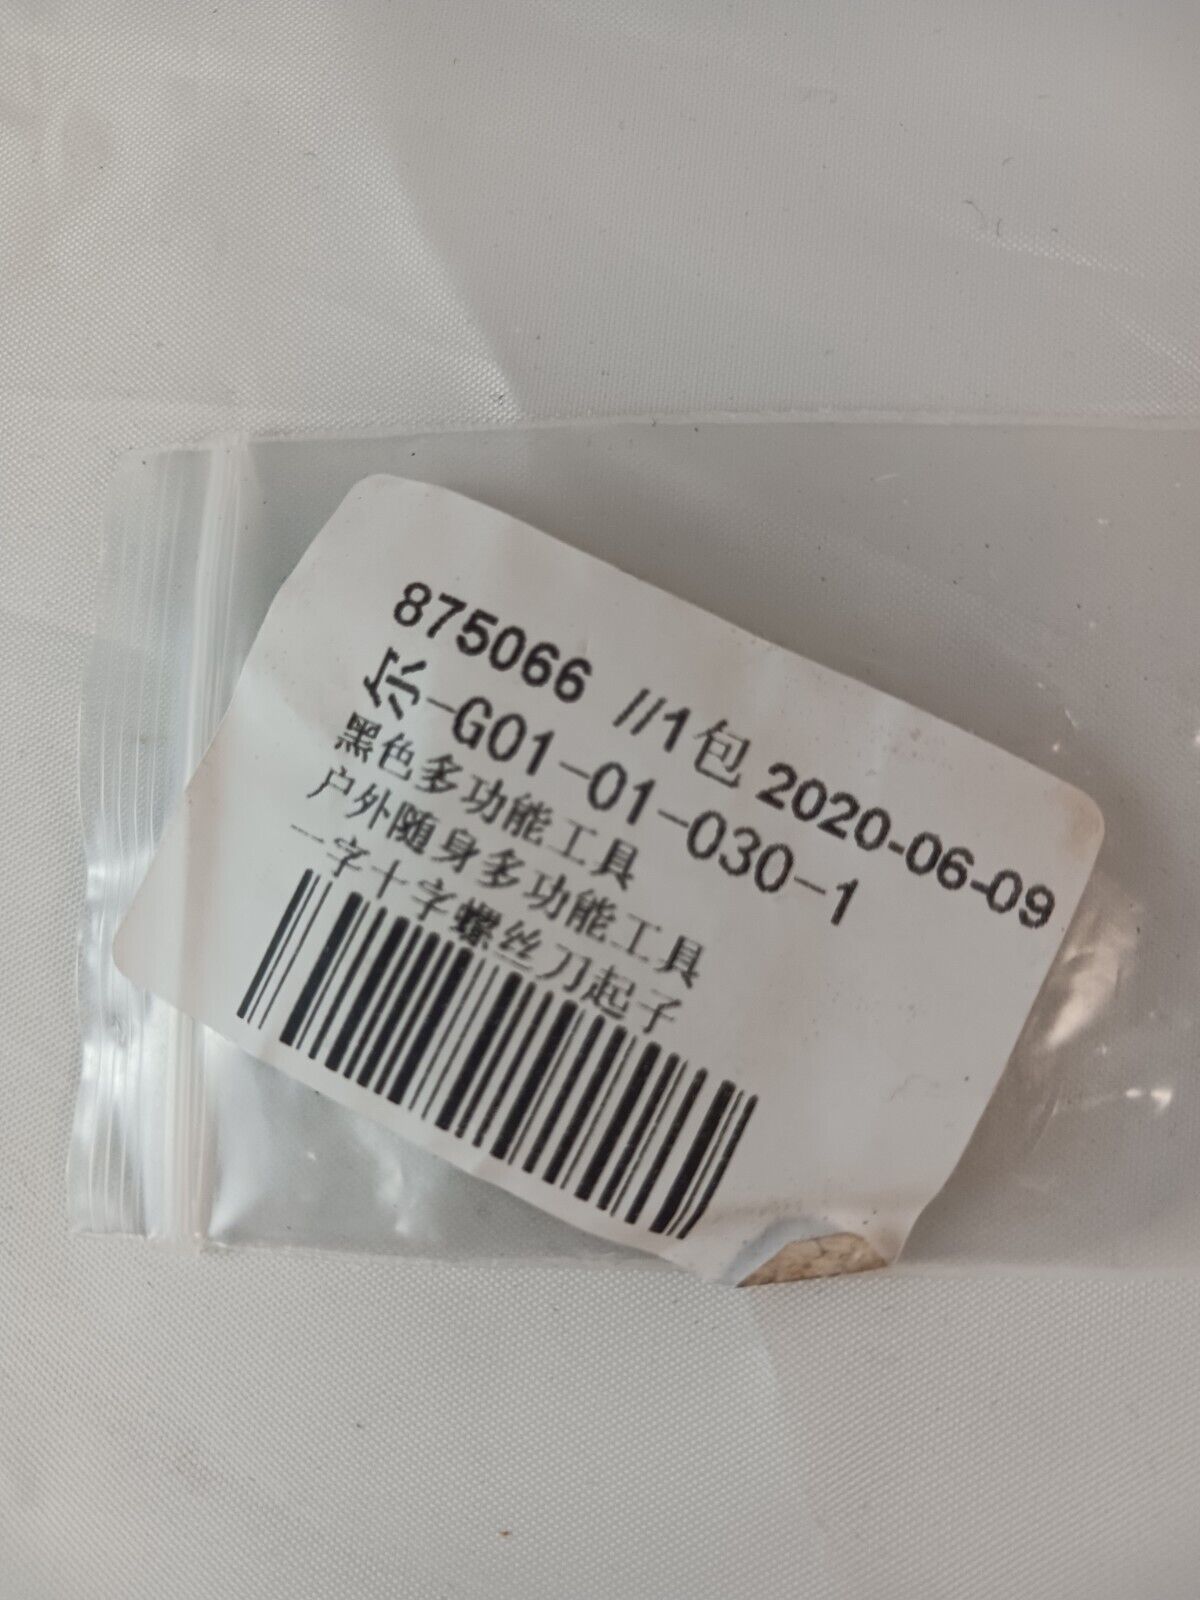 875066 //1包 2020-06-09
尔-G01-01-030-1
黑色多功能工具
户外随身多功能工具
一字十字螺丝刀起子